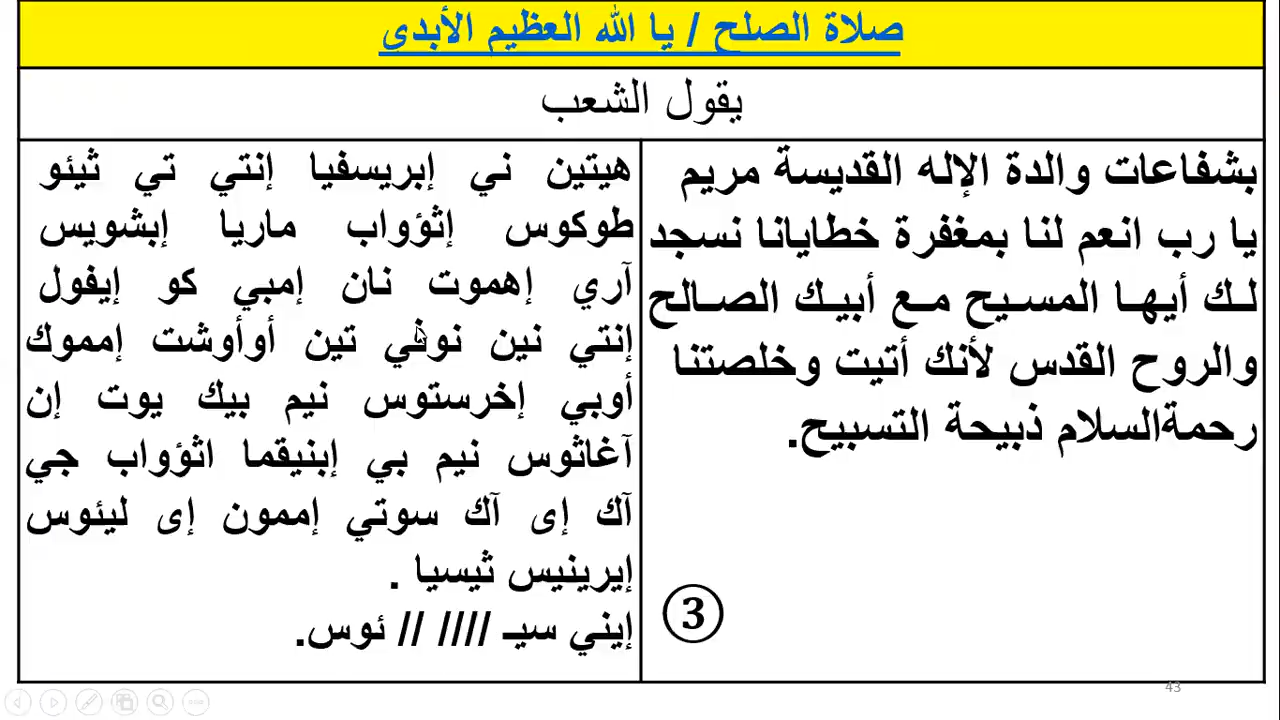 صلاة الصلح / يا الله العظيم الأبدي
يقول الشعب
بشفاعات والدة الإله القديسة مريم
يا رب انعم لنا بمغفرة خطايانا نسجد
لك أيها المسيح مع أبيك الصالح
والروح القدس لأنك أتيت وخلصتنا
رحمةالسلام ذبيحة التسبيح.
③
هيتين ني إبريسفيا إنتي تي ثيئو
طوكوس إثؤواب ماريا إبشويس
آري إهموت نان إمبي كو إيفول
إنتي نين نوفي تين أوأوشت إمموك
أوبي إخرستوس نيم بيك يوت إن
آغاثوس نيم بي إبنيقما اثؤواب جي
آك إى آك سوتي إممون إى ليئوس
إيرينيس ثيسيا .
إيني سيـ //// // ئوس.
43